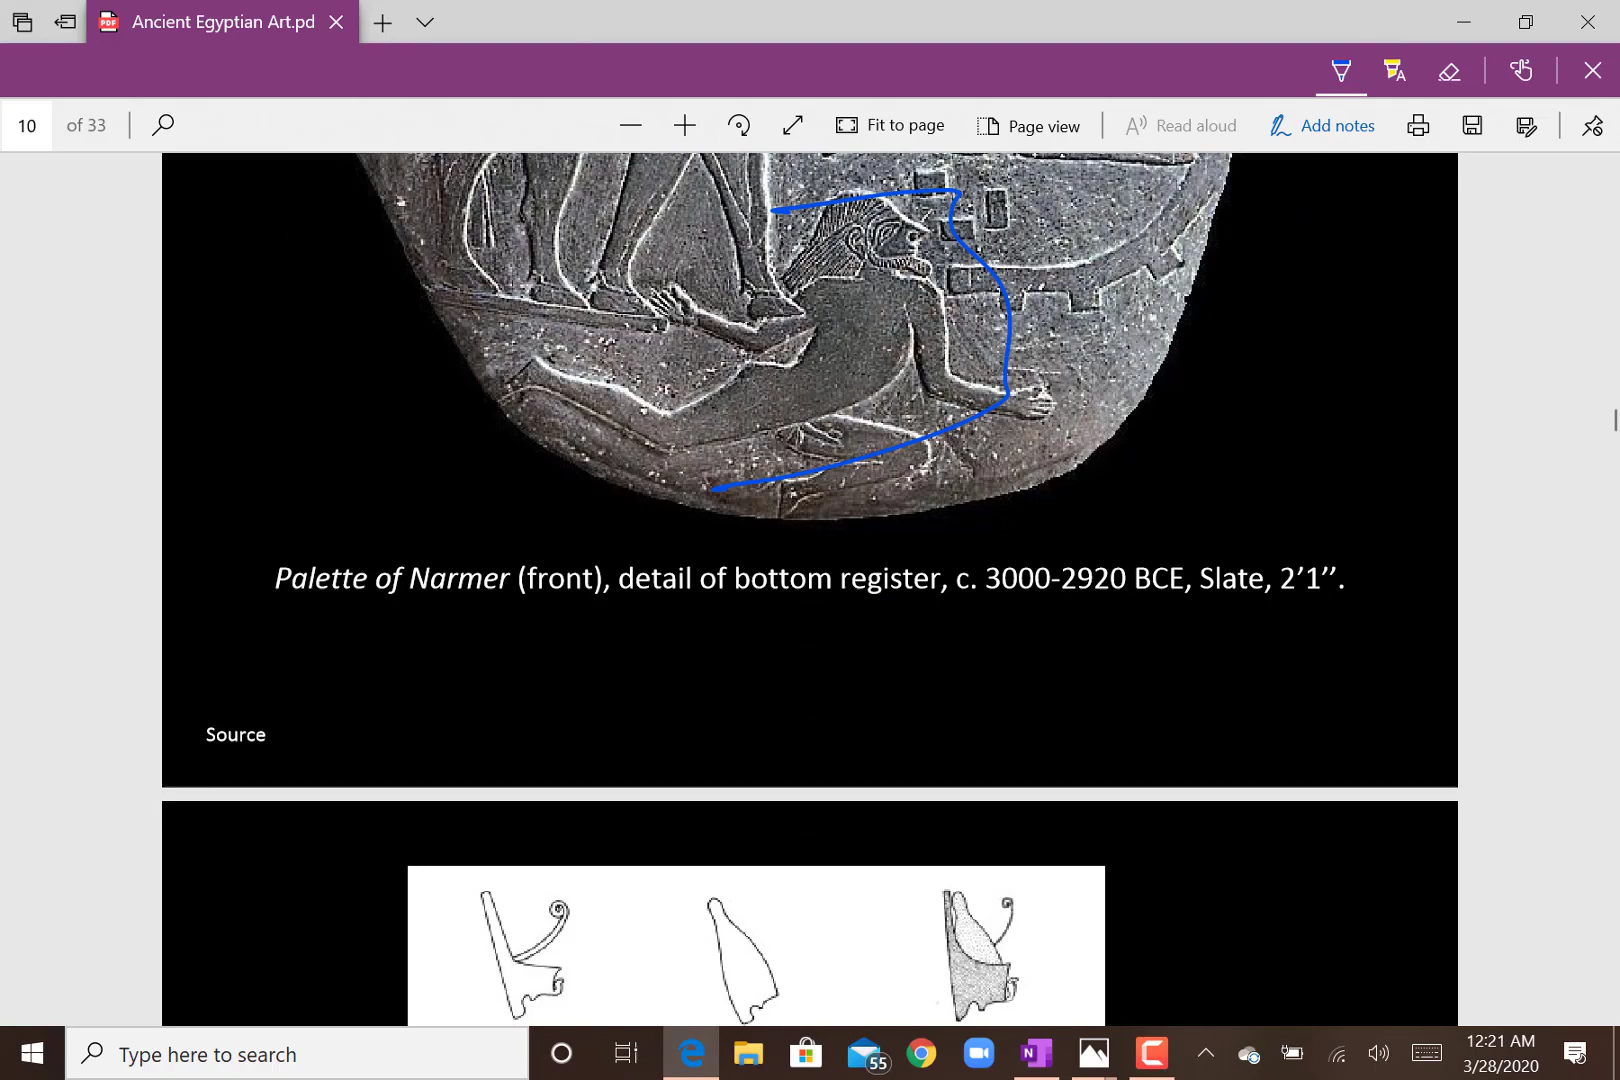 Ancient Egyptian Art.pd
10 of 33
Fit to page
Page view
Read aloud
Add notes
Palette of Narmer (front), detail of bottom register, c. 3000-2920 BCE, Slate, 2’1’’.
Source
Type here to search
55
12:21 AM
3/28/2020